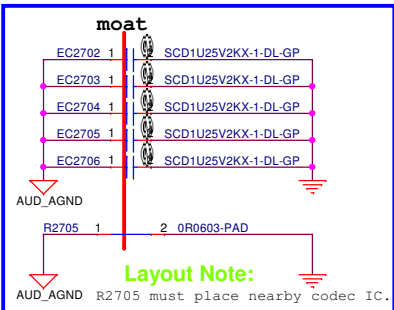 moat
EC2702 1 2 SCD1U25V2KX-1-DL-GP
EC2703 1 SCD1U25V2KX-1-DL-GP
EC2704 1 SCD1U25V2KX-1-DL-GP
EC2705 1 SCD1U25V2KX-1-DL-GP
EC2706 1 SCD1U25V2KX-1-DL-GP
AUD_AGND
R2705 1 2 0R0603-PAD
Layout Note:
AUD_AGND R2705 must place nearby codec IC.